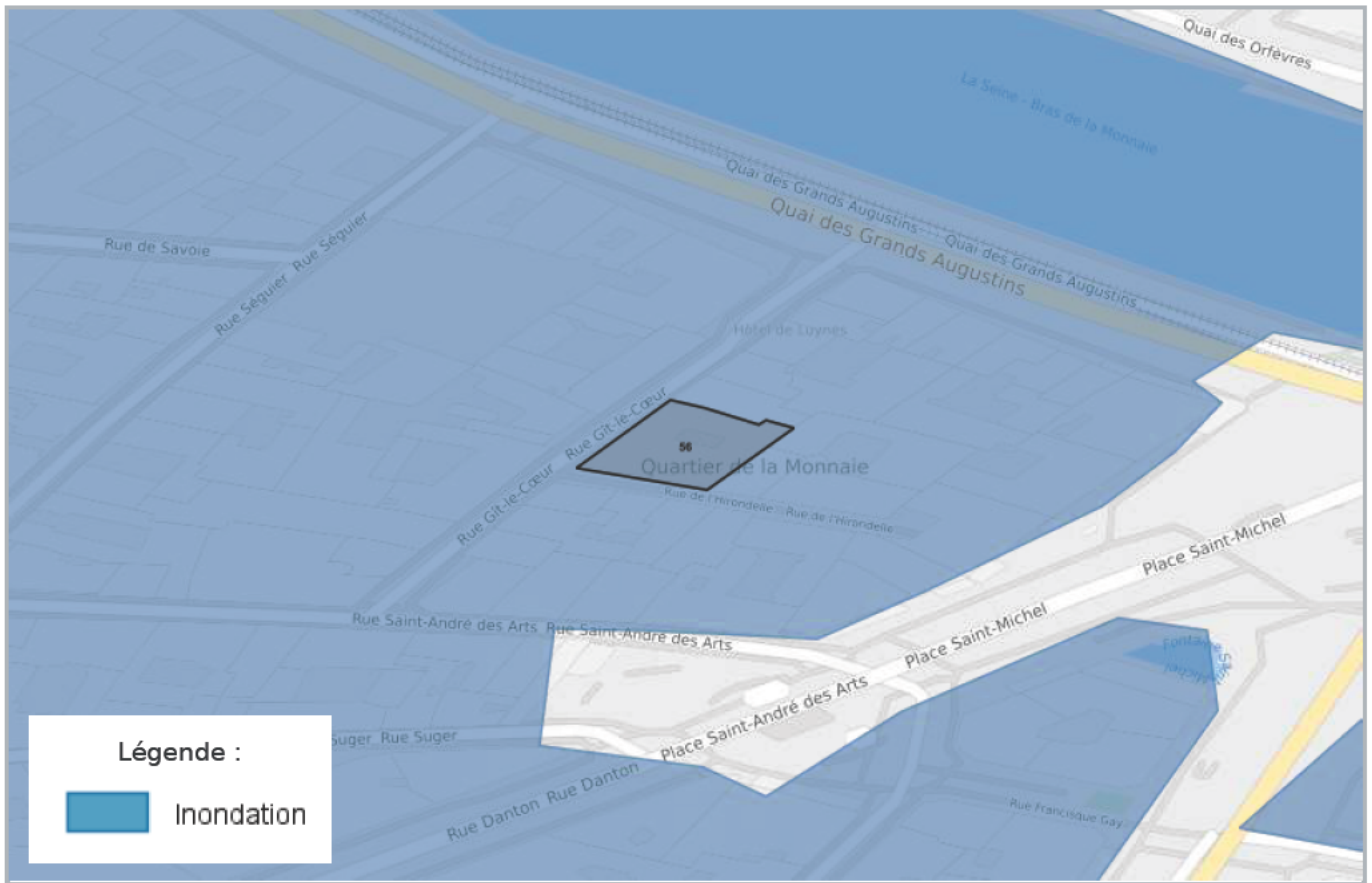 Quai des Orfèvres
La Seine - Bras de la Monnaie
Quai des Grands Augustins
Quai des Grands Augustins
Quai des Grands Augustins
Rue de Savoie
Rue Séguier
Rue Séguier
Hôtel de Luynes
Rue Gît-le-Cœur
Rue Gît-le-Cœur
56
Quartier de la Monnaie
Rue de l'Hirondelle
Rue de l'Hirondelle
Place Saint-Michel
Place Saint-Michel
Rue Saint-André des Arts
Rue Saint-André des Arts
Fontaine Saint-Michel
Place Saint-André des Arts
Suger
Rue Suger
Rue Danton
Rue Danton
Rue Francisque Gay
Légende :
Inondation